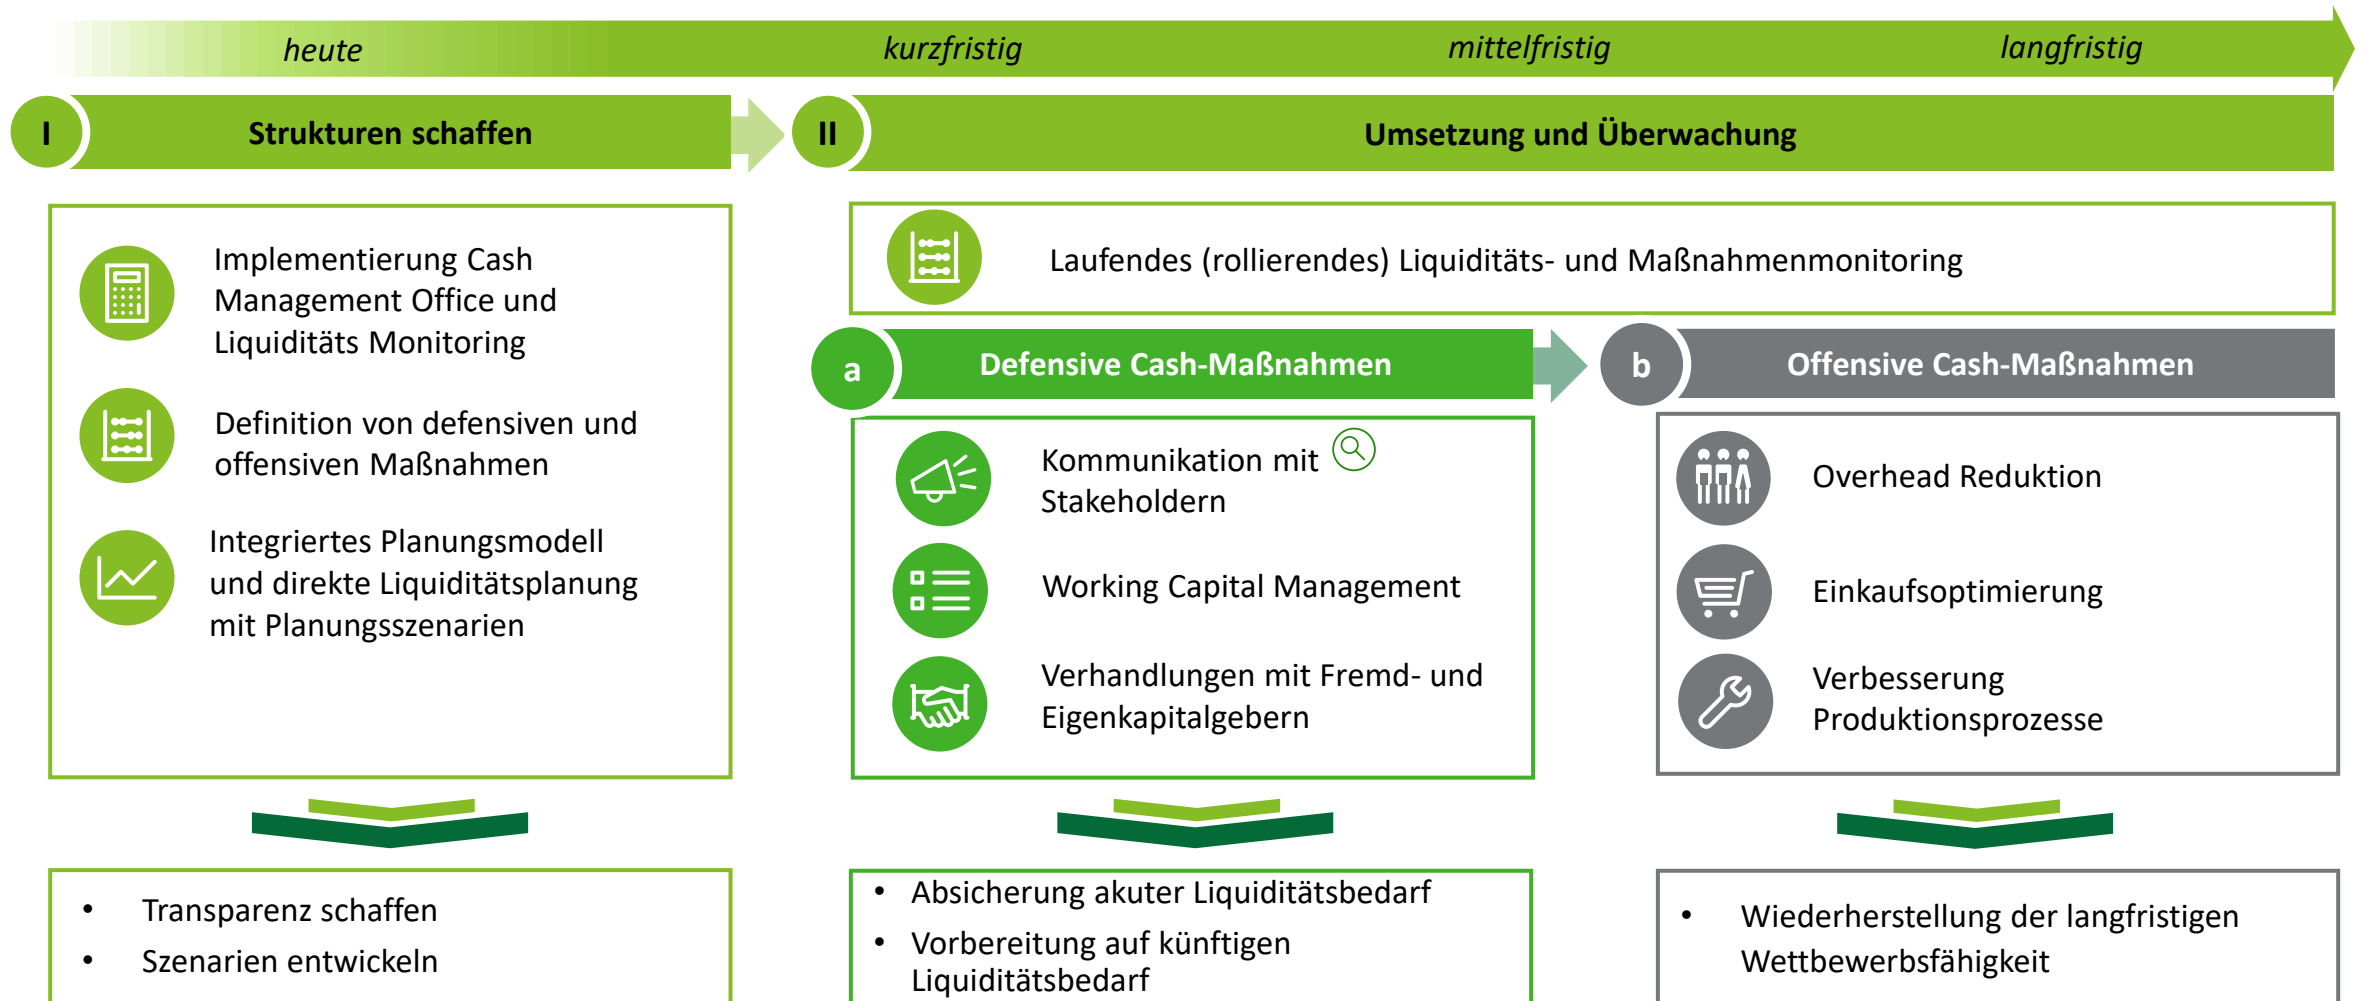 heute
kurzfristig
mittelfristig
langfristig
I
Strukturen schaffen
II
Umsetzung und Überwachung
Implementierung Cash
Management Office und
Liquiditäts Monitoring
Definition von defensiven und
offensiven Maßnahmen
Integriertes Planungsmodell
und direkte Liquiditätsplanung
mit Planungsszenarien
Laufendes (rollierendes) Liquiditäts- und Maßnahmenmonitoring
a
Defensive Cash-Maßnahmen
b
Offensive Cash-Maßnahmen
Kommunikation mit
Stakeholdern
Working Capital Management
Verhandlungen mit Fremd- und
Eigenkapitalgebern
Overhead Reduktion
Einkaufsoptimierung
Verbesserung
Produktionsprozesse
• Transparenz schaffen
• Szenarien entwickeln
• Absicherung akuter Liquiditätsbedarf
• Vorbereitung auf künftigen
Liquiditätsbedarf
• Wiederherstellung der langfristigen
Wettbewerbsfähigkeit